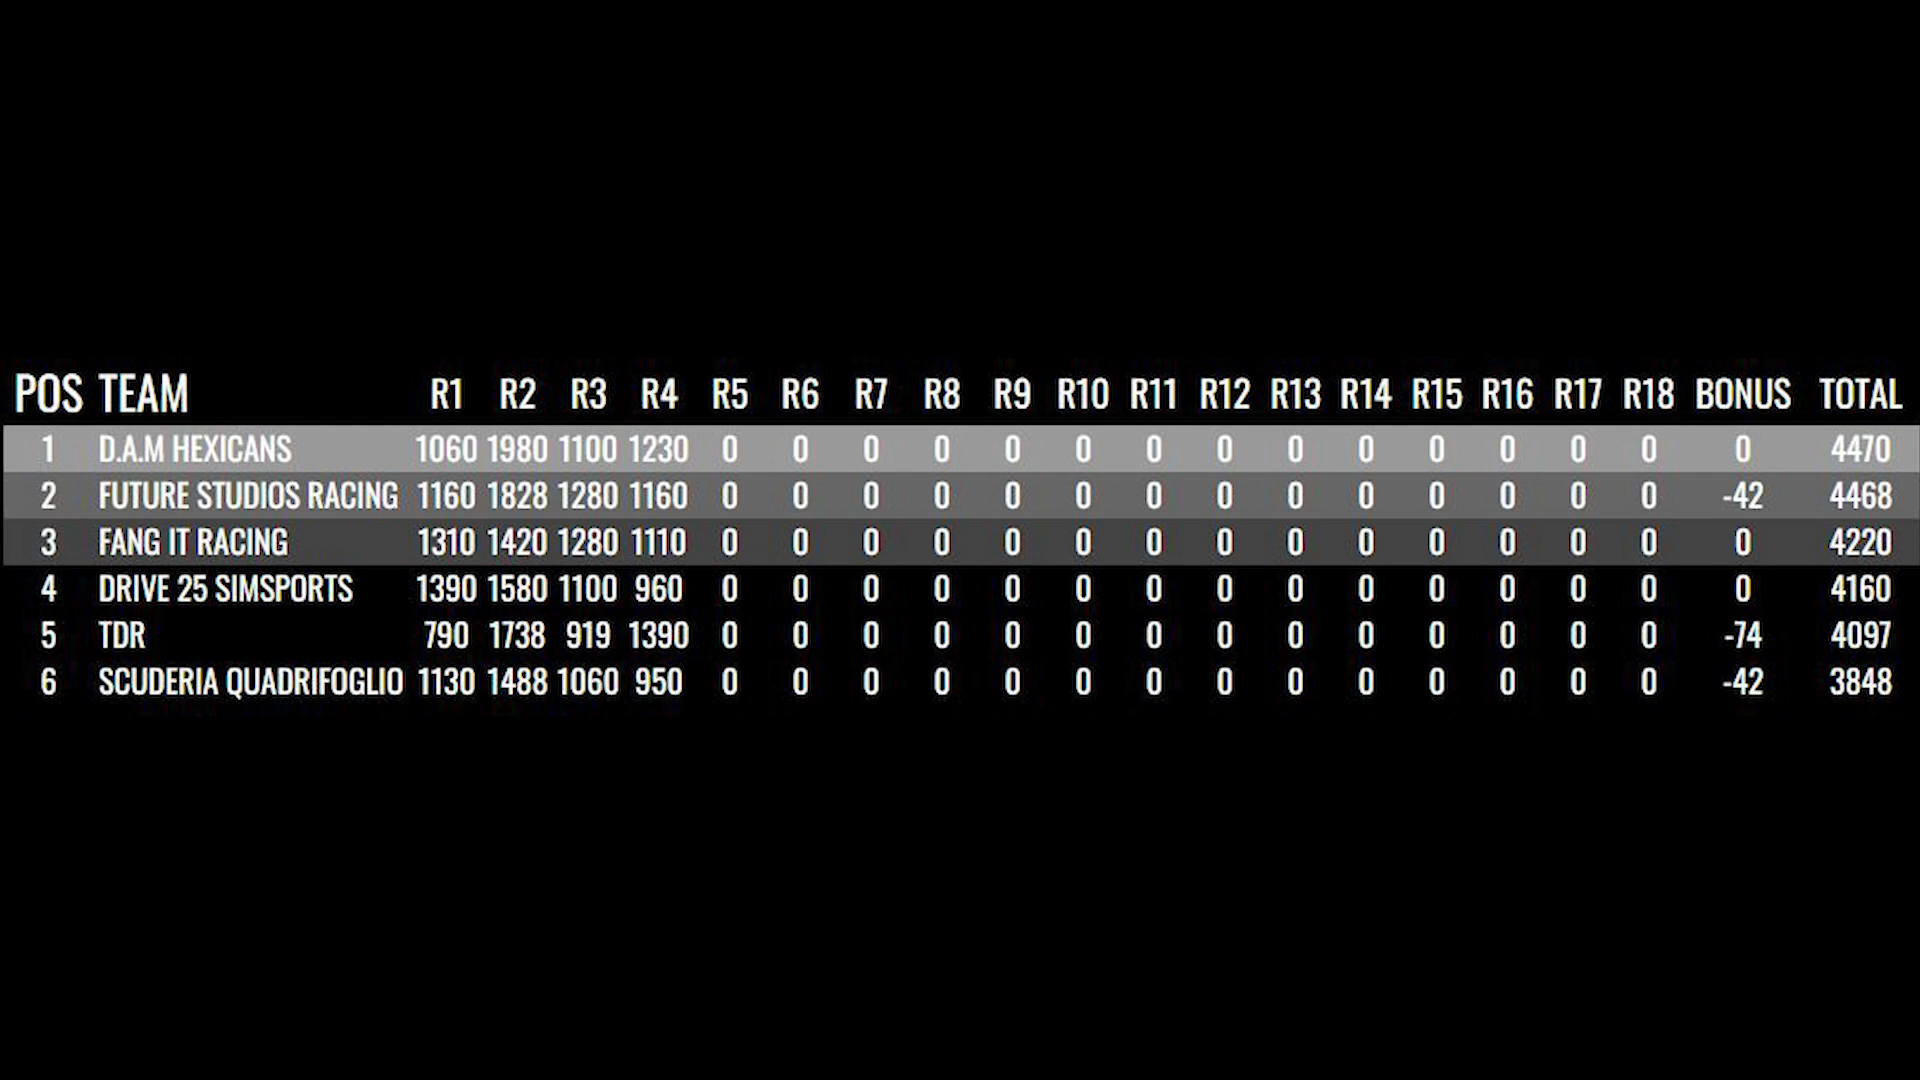 POS TEAM R1 R2 R3 R4 R5 R6 R7 R8 R9 R10 R11 R12 R13 R14 R15 R16 R17 R18 BONUS TOTAL
1 D.A.M HEXICANS 1060 1980 1100 1230 0 0 0 0 0 0 0 0 0 0 0 0 0 0 0 4470
2 FUTURE STUDIOS RACING 1160 1828 1280 1160 0 0 0 0 0 0 0 0 0 0 0 0 0 0 -42 4468
3 FANG IT RACING 1310 1420 1280 1110 0 0 0 0 0 0 0 0 0 0 0 0 0 0 0 4220
4 DRIVE 25 SIMSPORTS 1390 1580 1100 960 0 0 0 0 0 0 0 0 0 0 0 0 0 0 0 4160
5 TDR 790 1738 919 1390 0 0 0 0 0 0 0 0 0 0 0 0 0 0 -74 4097
6 SCUDERIA QUADRIFOGLIO 1130 1488 1060 950 0 0 0 0 0 0 0 0 0 0 0 0 0 0 -42 3848